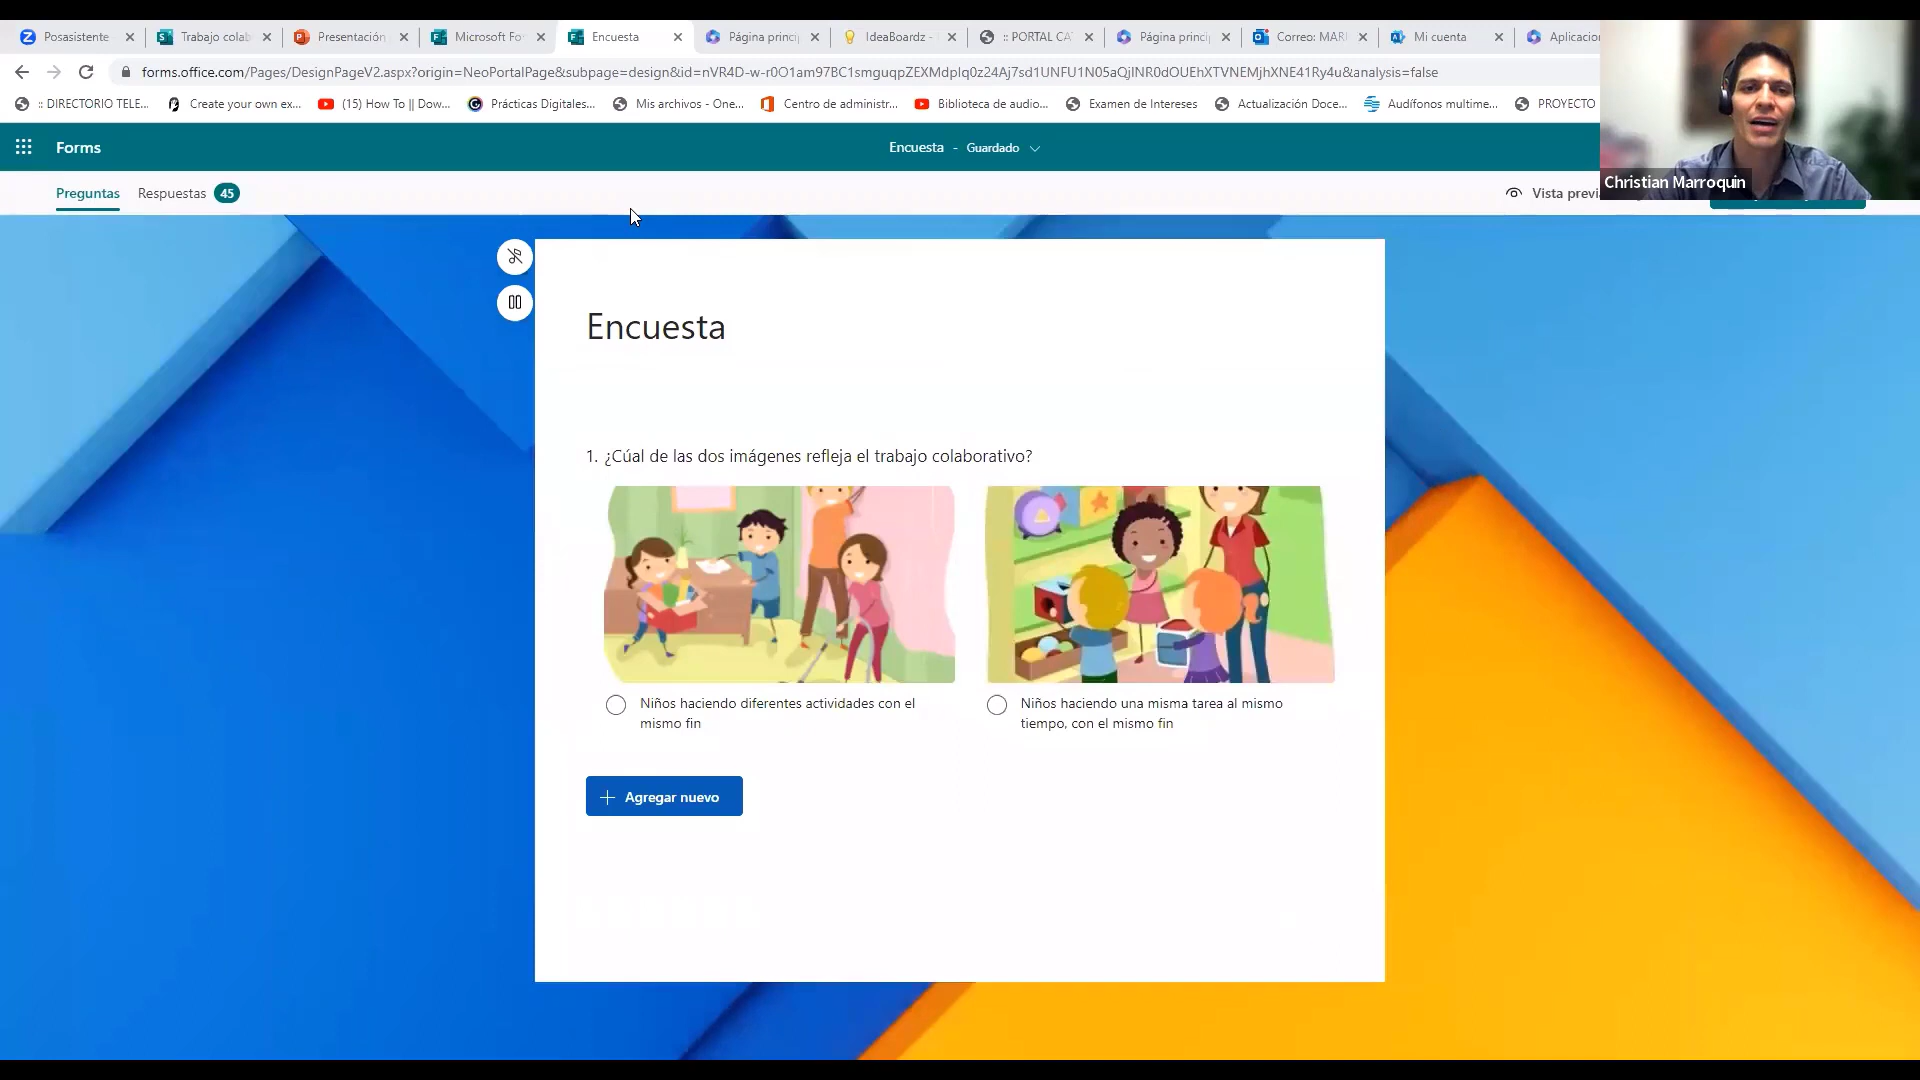 Posasistente
Trabajo colab
Presentación
Microsoft Fo
Encuesta
Página princi
IdeaBoardz -
:: PORTAL CA
Página princi
Correo: MAR
Mi cuenta
Aplicacion
forms.office.com/Pages/DesignPageV2.aspx?origin=NeoPortalPage&subpage=design&id=nVR4D-w-r0O1am97BC1smguqpZEXMdpIq0z24Aj7sd1UNFU1N05aQjlNR0dOUEhXTVNEMjhXNE41Ry4u&analysis=false
:: DIRECTORIO TELE...
Create your own ex...
(15) How To || Dow...
Prácticas Digitales...
Mis archivos - One...
Centro de administr...
Biblioteca de audio...
Examen de Intereses
Actualización Doce...
Audífonos multime...
PROYECTO
Forms
Encuesta - Guardado
Preguntas Respuestas 45
Vista previ
Christian Marroquin
Encuesta
1. ¿Cúal de las dos imágenes refleja el trabajo colaborativo?
Niños haciendo diferentes actividades con el
mismo fin
Niños haciendo una misma tarea al mismo
tiempo, con el mismo fin
Agregar nuevo